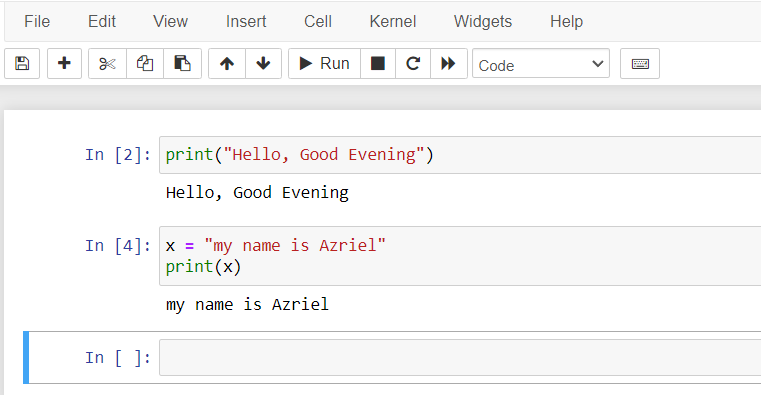 File Edit View Insert Cell Kernel Widgets Help
Run Code
In [2]: print("Hello, Good Evening")
Hello, Good Evening
In [4]: x = "my name is Azriel"
print(x)
my name is Azriel
In [ ]: